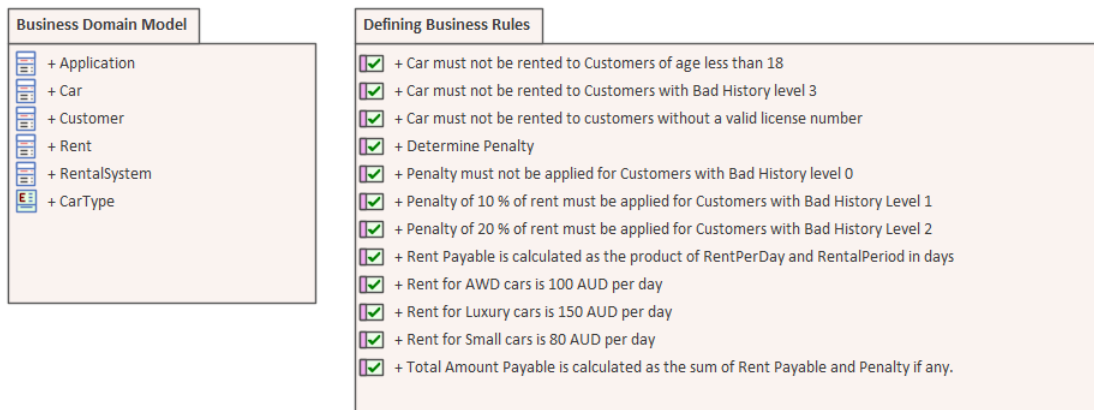 Business Domain Model
+ Application
+ Car
+ Customer
+ Rent
+ RentalSystem
E
+ CarType
Defining Business Rules
+ Car must not be rented to Customers of age less than 18
+ Car must not be rented to Customers with Bad History level 3
+ Car must not be rented to customers without a valid license number
+ Determine Penalty
+ Penalty must not be applied for Customers with Bad History level 0
+ Penalty of 10 % of rent must be applied for Customers with Bad History Level 1
+ Penalty of 20 % of rent must be applied for Customers with Bad History Level 2
+ Rent Payable is calculated as the product of RentPerDay and RentalPeriod in days
+ Rent for AWD cars is 100 AUD per day
+ Rent for Luxury cars is 150 AUD per day
+ Rent for Small cars is 80 AUD per day
+ Total Amount Payable is calculated as the sum of Rent Payable and Penalty if any.